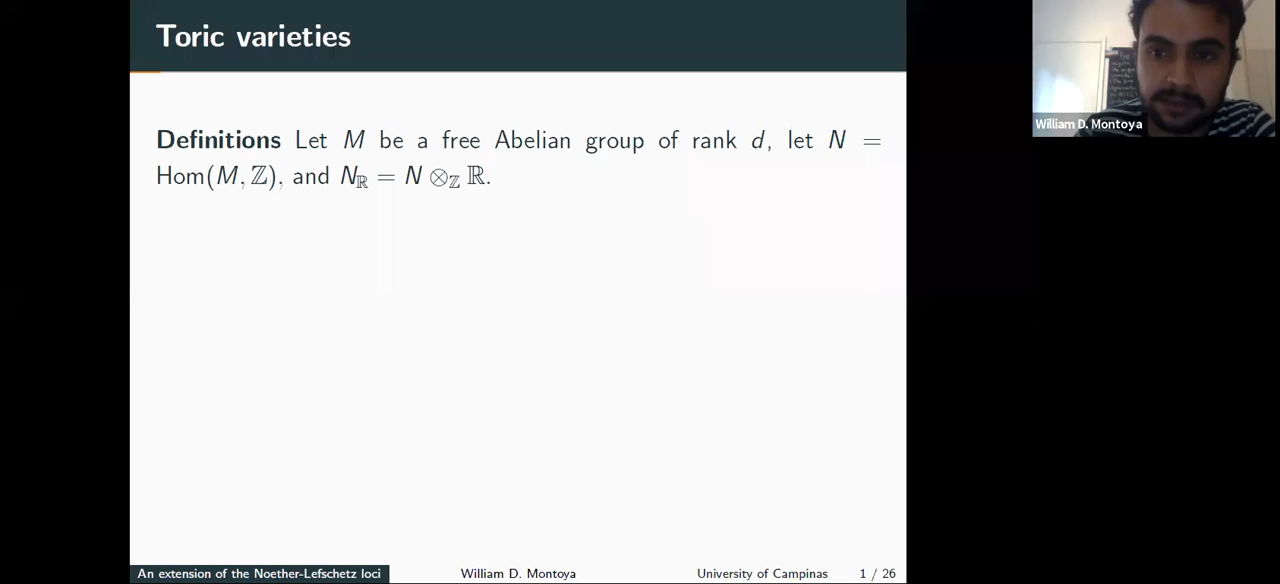 Toric varieties
William D. Montoya
Definitions Let M be a free Abelian group of rank d, let N =
Hom(M, ℤ), and N_ℝ = N ⊗_ℤ ℝ.
An extension of the Noether-Lefschetz loci William D. Montoya University of Campinas 1 / 26